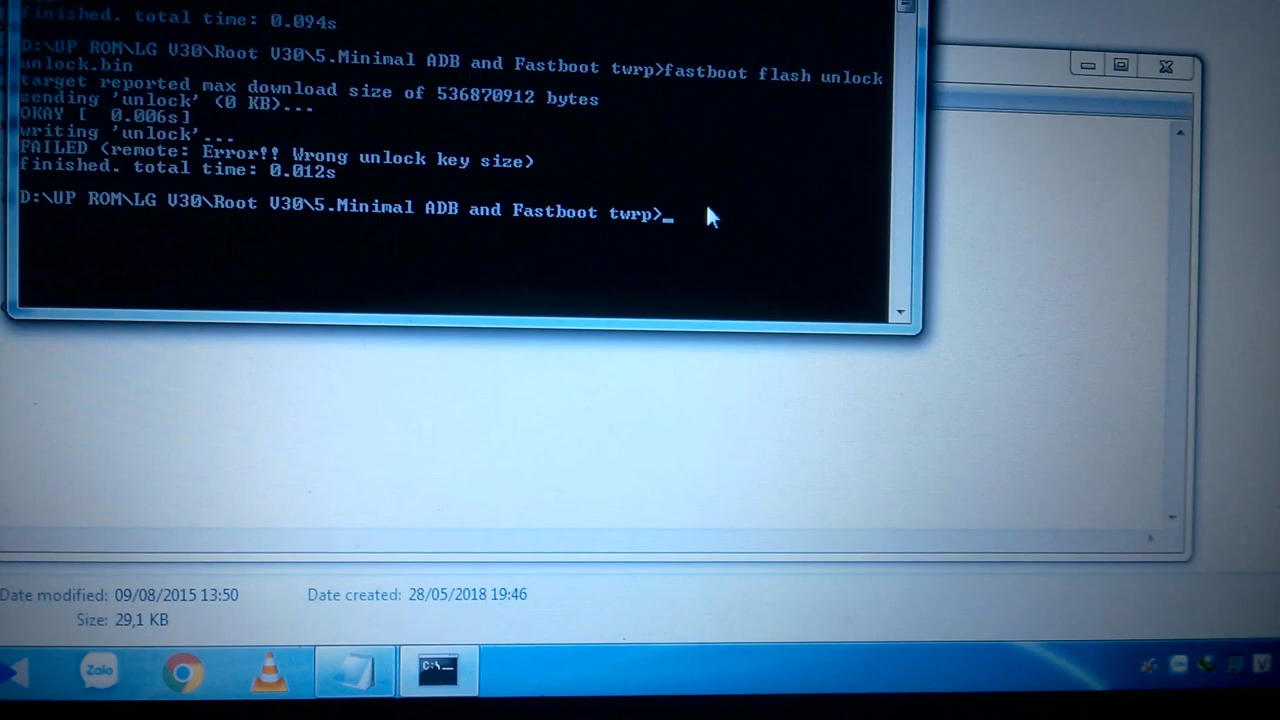 finished. total time: 0.094s
D:\UP ROM\LG V30\Root V30\5.Minimal ADB and Fastboot twrp>fastboot flash unlock
unlock.bin
target reported max download size of 536870912 bytes
sending 'unlock' (0 KB)...
OKAY [  0.006s]
writing 'unlock'...
FAILED (remote: Error!! Wrong unlock key size)
finished. total time: 0.012s
D:\UP ROM\LG V30\Root V30\5.Minimal ADB and Fastboot twrp>_
Date modified: 09/08/2015 13:50 Date created: 28/05/2018 19:46
Size: 29,1 KB
Zalo
C:\_